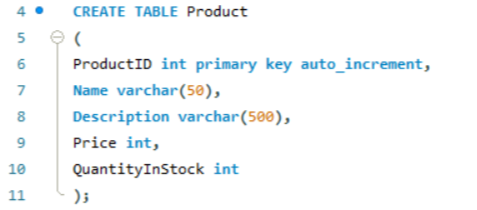 4 CREATE TABLE Product
5 (
6 ProductID int primary key auto_increment,
7 Name varchar(50),
8 Description varchar(500),
9 Price int,
10 QuantityInStock int
11 );